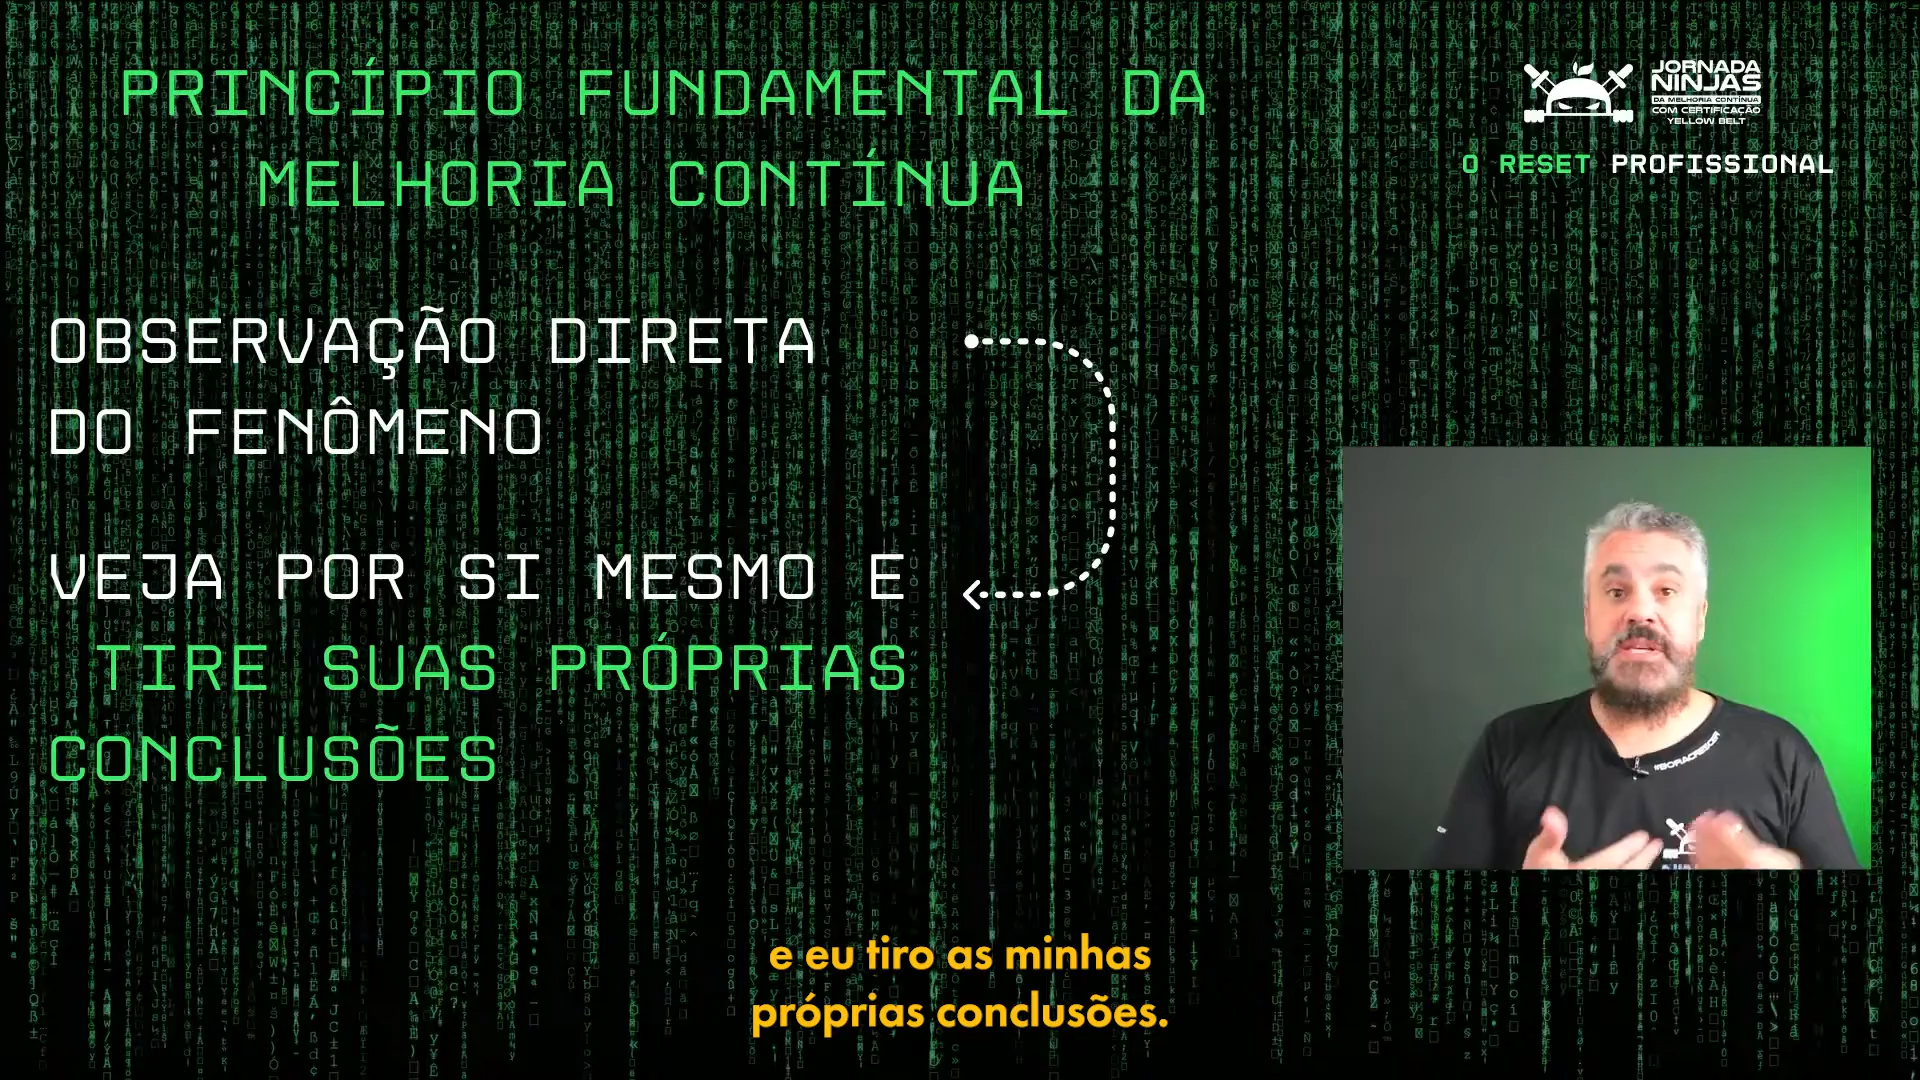 PRINCÍPIO FUNDAMENTAL DA
MELHORIA CONTÍNUA
JORNADA
NINJAS
DA MELHORIA CONTÍNUA
COM CERTIFICAÇÃO
YELLOW BELT
O RESET PROFISSIONAL
OBSERVAÇÃO DIRETA
DO FENÔMENO
VEJA POR SI MESMO E
TIRE SUAS PRÓPRIAS
CONCLUSÕES
#BORACRESCER
e eu tiro as minhas
próprias conclusões.